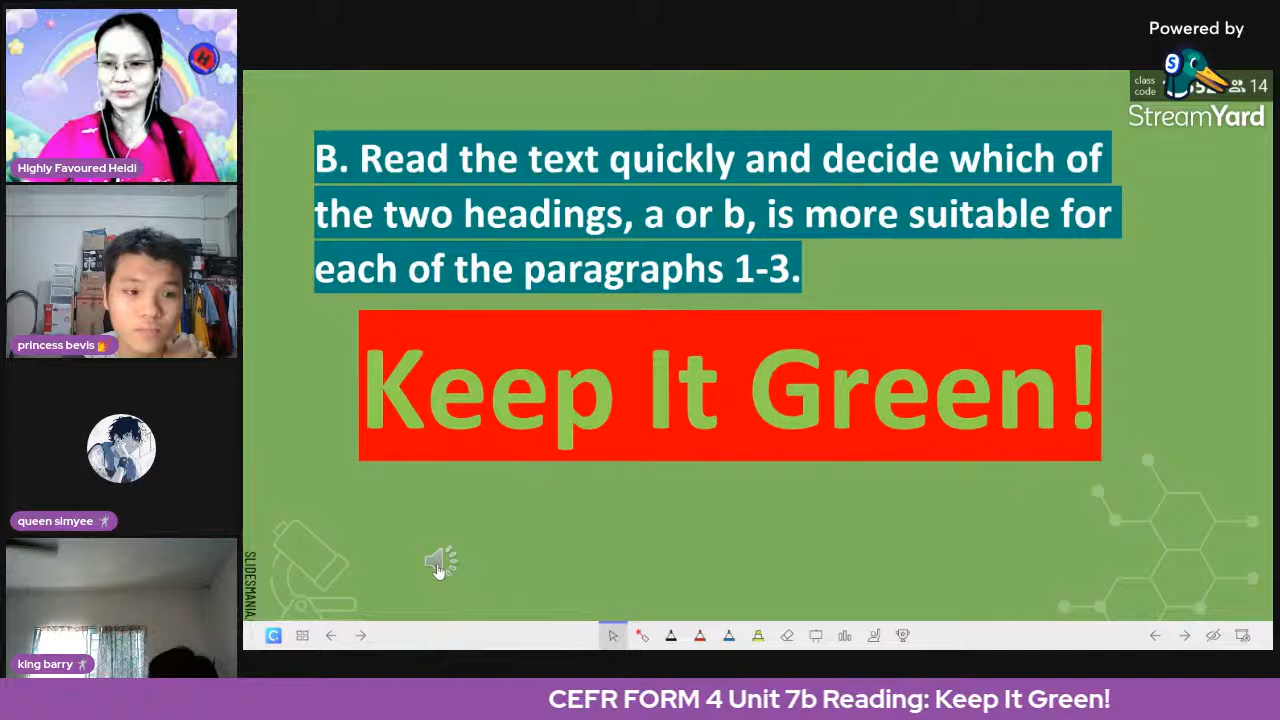 Powered by
StreamYard
class
code
14
B. Read the text quickly and decide which of
the two headings, a or b, is more suitable for
each of the paragraphs 1-3.
Keep It Green!
SLIDESMANIA
Highly Favoured Heidi
princess bevis
queen simyee
king barry
CEFR FORM 4 Unit 7b Reading: Keep It Green!